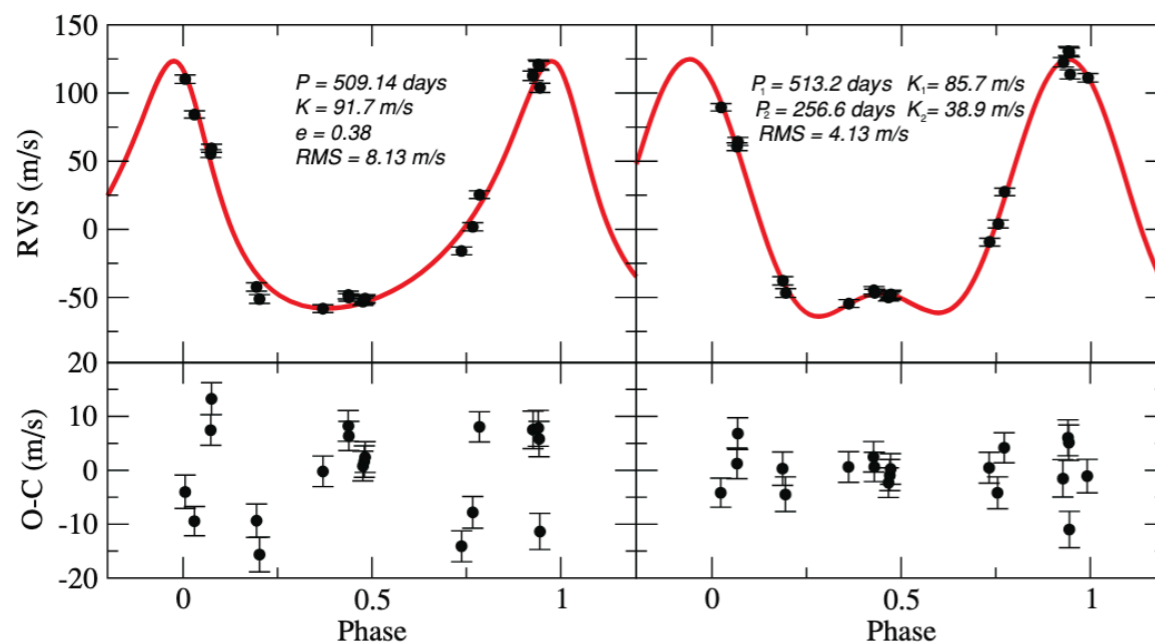 150
100
50
0
-50
20
10
0
-10
-20
RVS (m/s)
O-C (m/s)
P = 509.14 days
K = 91.7 m/s
e = 0.38
RMS = 8.13 m/s
P₁ = 513.2 days K₁= 85.7 m/s
P₂ = 256.6 days K₂= 38.9 m/s
RMS = 4.13 m/s
0 0.5 1
Phase
0 0.5 1
Phase